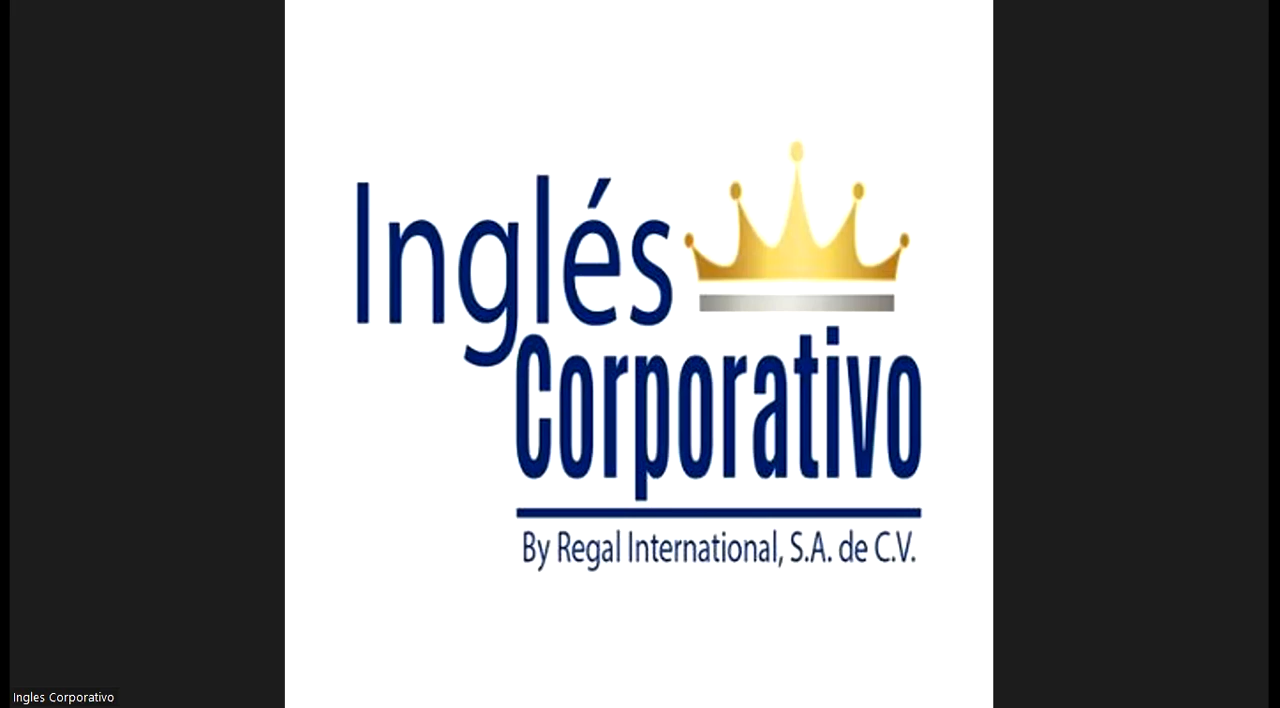 Inglés
Corporativo
By Regal International, S.A. de C.V.
Ingles Corporativo